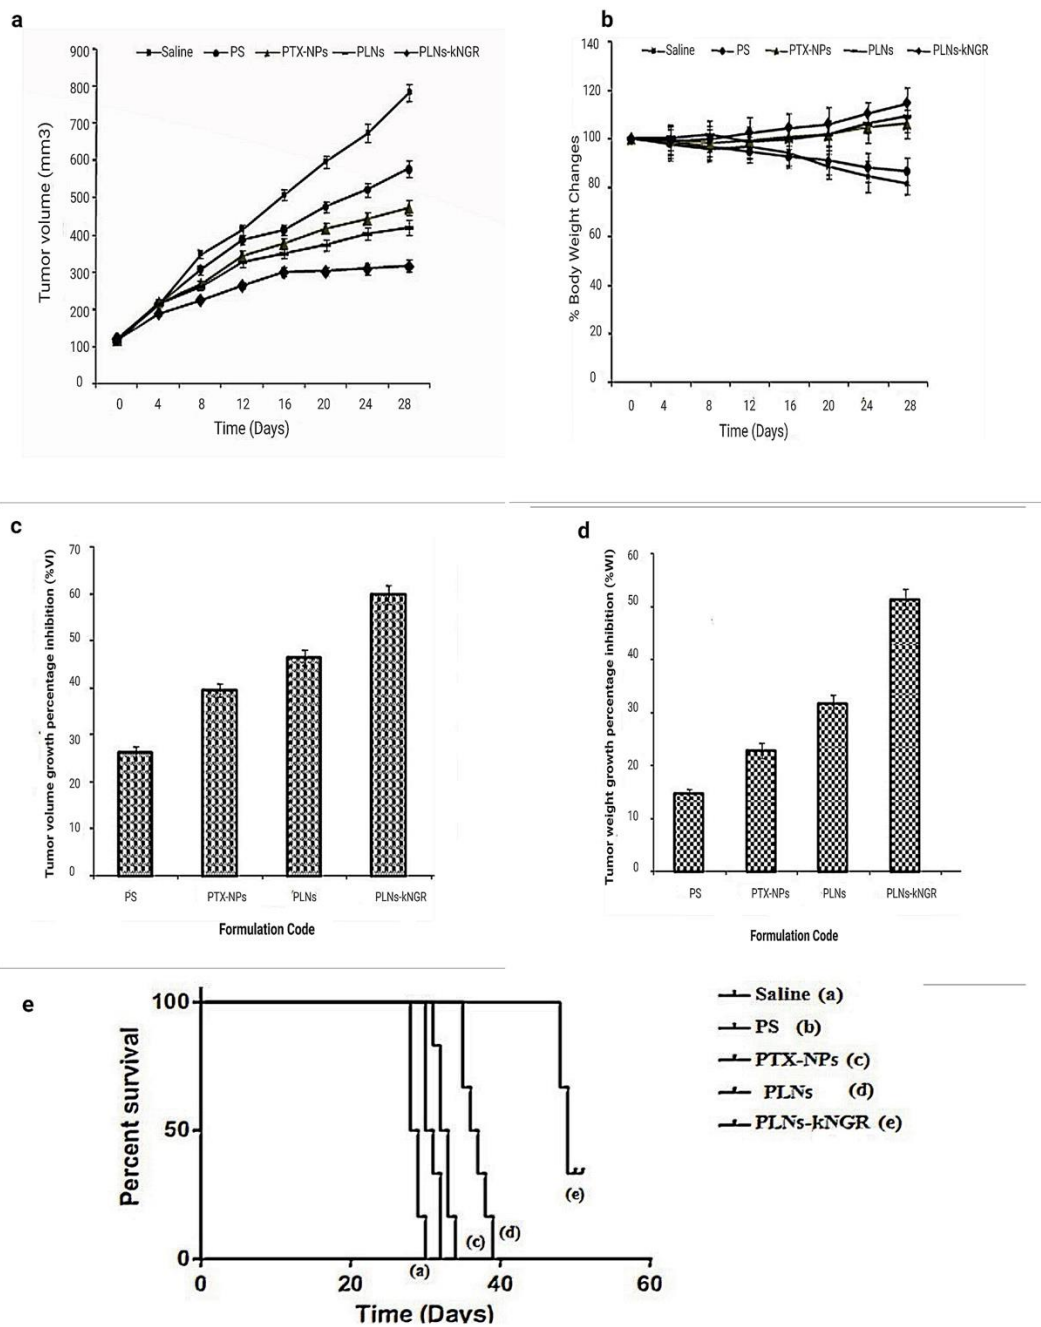 a
Saline PS PTX-NPs PLNs PLNs-kNGR
900
800
700
600
500
400
300
200
100
0
Tumor volume (mm3)
0 4 8 12 16 20 24 28
Time (Days)
b
Saline PS PTX-NPs PLNs PLNs-kNGR
140
120
100
80
60
40
20
0
% Body Weight Changes
0 4 8 12 16 20 24 28
Time (Days)
c
70
60
50
40
30
20
10
0
Tumor volume growth percentage inhibition (%VI)
PS PTX-NPs PLNs PLNs-kNGR
Formulation Code
d
60
50
40
30
20
10
0
Tumor weight growth percentage inhibition (%WI)
PS PTX-NPs PLNs PLNs-kNGR
Formulation Code
e
100
50
0
Percent survival
0 20 40 60
Time (Days)
(a)
(c)
(d)
(e)
Saline (a)
PS (b)
PTX-NPs (c)
PLNs (d)
PLNs-kNGR (e)